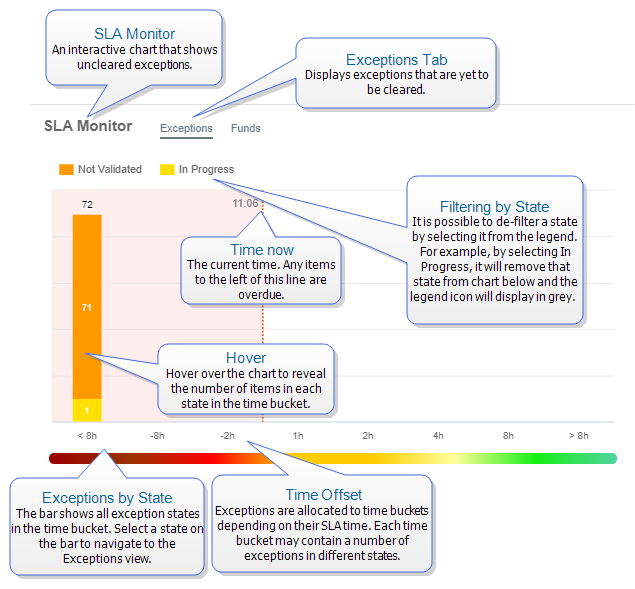 SLA Monitor
An interactive chart that shows
uncleared exceptions.
Exceptions Tab
Displays exceptions that are yet to
be cleared.
SLA Monitor
Exceptions
Funds
Not Validated
In Progress
72
11:06
Filtering by State
It is possible to de-filter a state
by selecting it from the legend.
For example, by selecting In
Progress, it will remove that
state from chart below and the
legend icon will display in grey.
Time now
The current time. Any items
to the left of this line are
overdue.
71
Hover
Hover over the chart to reveal
the number of items in each
state in the time bucket.
1
< 8h
-8h
-2h
1h
2h
4h
8h
> 8h
Exceptions by State
The bar shows all exception states
in the time bucket. Select a state on
the bar to navigate to the
Exceptions view.
Time Offset
Exceptions are allocated to time buckets
depending on their SLA time. Each time
bucket may contain a number of
exceptions in different states.